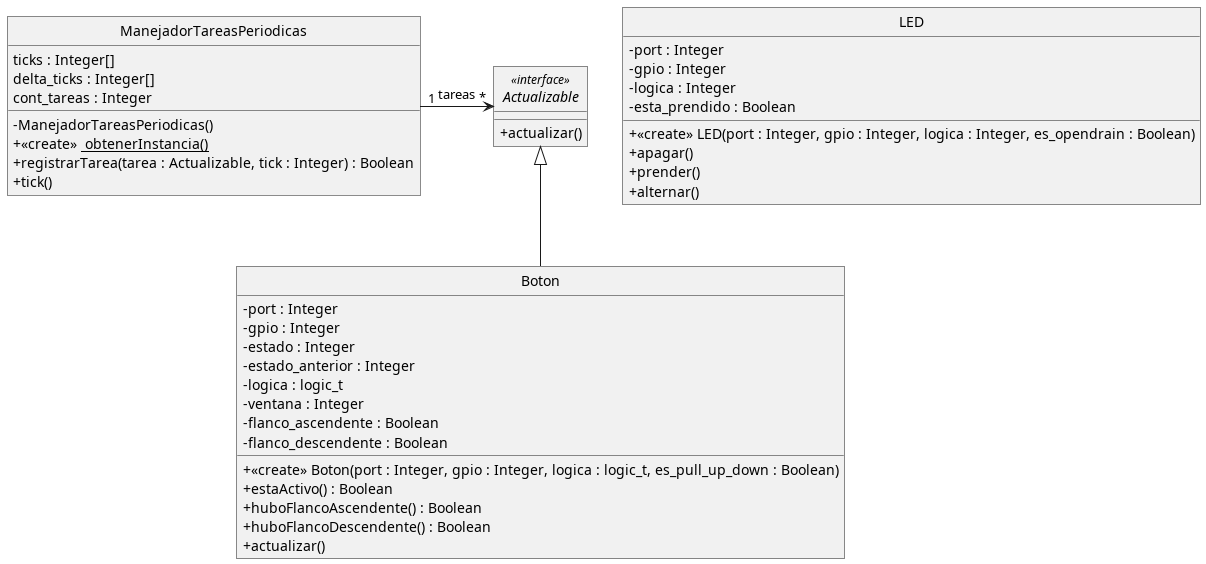 ManejadorTareasPeriodicas
ticks : Integer[]
delta_ticks : Integer[]
cont_tareas : Integer
-ManejadorTareasPeriodicas()
+«create» obtenerInstancia()
+registrarTarea(tarea : Actualizable, tick : Integer) : Boolean
+tick()
1 tareas *
«interface»
Actualizable
+actualizar()
LED
-port : Integer
-gpio : Integer
-logica : Integer
-esta_prendido : Boolean
+«create» LED(port : Integer, gpio : Integer, logica : Integer, es_opendrain : Boolean)
+apagar()
+prender()
+alternar()
Boton
-port : Integer
-gpio : Integer
-estado : Integer
-estado_anterior : Integer
-logica : logic_t
-ventana : Integer
-flanco_ascendente : Boolean
-flanco_descendente : Boolean
+«create» Boton(port : Integer, gpio : Integer, logica : logic_t, es_pull_up_down : Boolean)
+estaActivo() : Boolean
+huboFlancoAscendente() : Boolean
+huboFlancoDescendente() : Boolean
+actualizar()